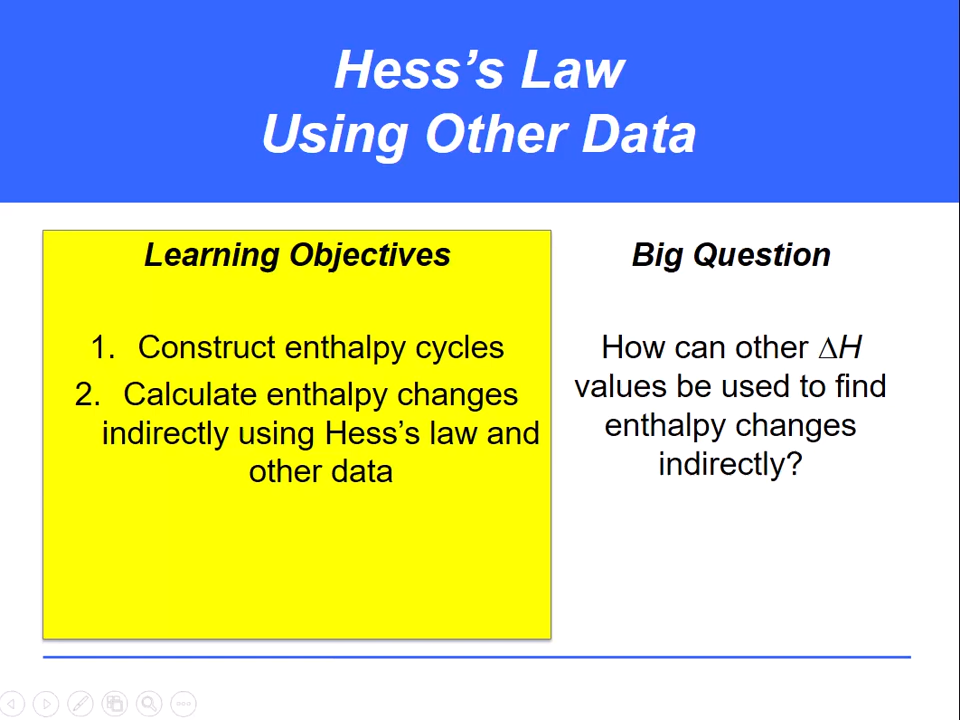 Hess’s Law
Using Other Data
Learning Objectives
1. Construct enthalpy cycles
2. Calculate enthalpy changes
indirectly using Hess’s law and
other data
Big Question
How can other ∆H
values be used to find
enthalpy changes
indirectly?